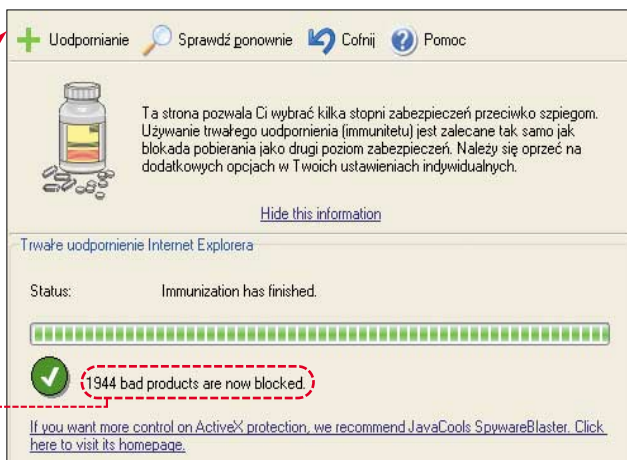 Uodpornianie Sprawdź ponownie Cofnij Pomoc
Ta strona pozwala Ci wybrać kilka stopni zabezpieczeń przeciwko szpiegom.
Używanie trwałego uodpornienia (immunitetu) jest zalecane tak samo jak
blokada pobierania jako drugi poziom zabezpieczeń. Należy się oprzeć na
dodatkowych opcjach w Twoich ustawieniach indywidualnych.
Hide this information
Trwałe uodpornienie Internet Explorera
Status: Immunization has finished.
1944 bad products are now blocked.
If you want more control on ActiveX protection, we recommend JavaCools SpywareBlaster. Click
here to visit its homepage.